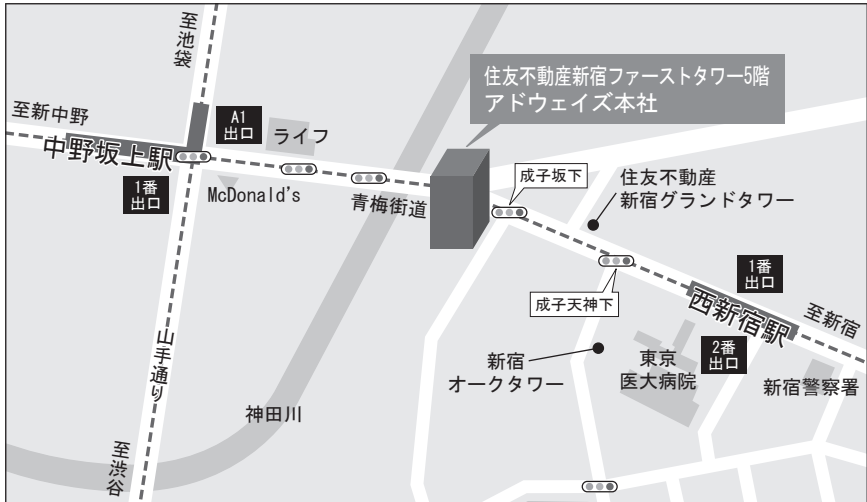 至池袋
住友不動産新宿ファーストタワー5階
アドウェイズ本社
至新中野
A1
出口
ライフ
中野坂上駅
1番
出口
McDonald's
青梅街道
成子坂下
住友不動産
新宿グランドタワー
成子天神下
1番
出口
西新宿駅
至新宿
2番
出口
山手通り
新宿
オークタワー
東京
医大病院
新宿警察署
神田川
至渋谷